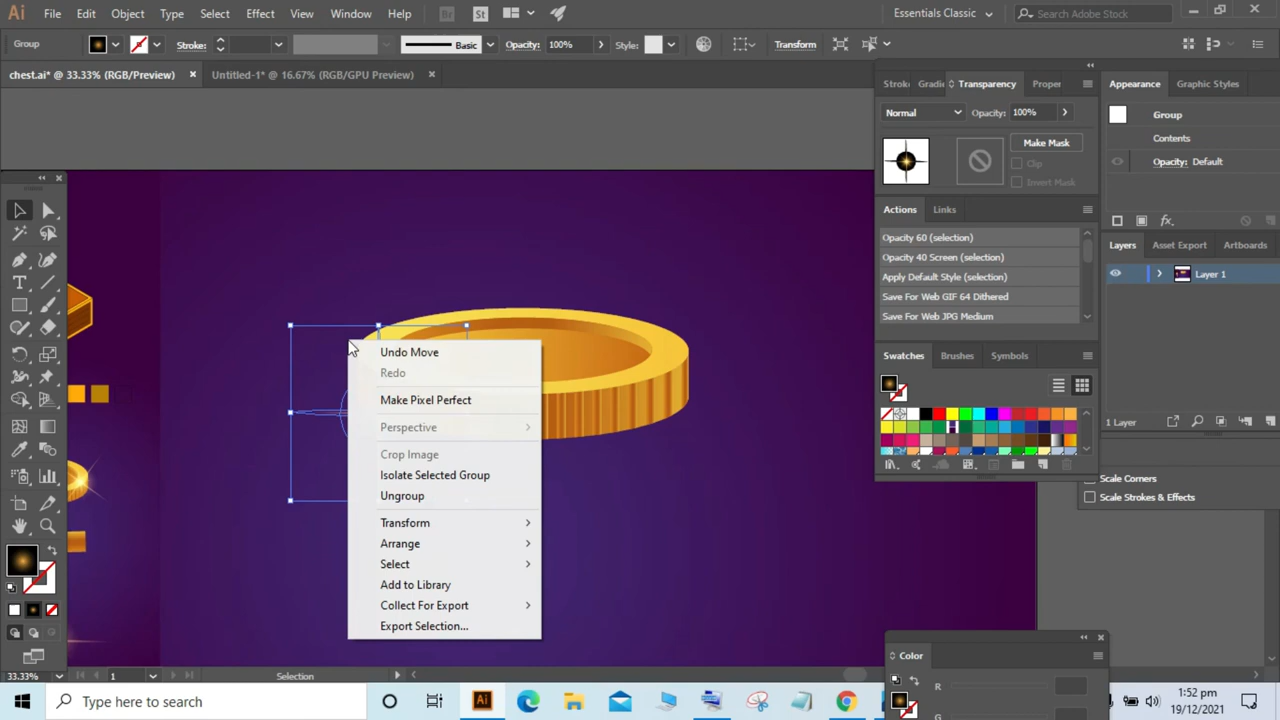 Ai File Edit Object Type Select Effect View Window Help Br St Essentials Classic Search Adobe Stock
Group Stroke: Basic Opacity: 100% Style: Transform
chest.ai* @ 33.33% (RGB/Preview) × Untitled-1* @ 16.67% (RGB/GPU Preview) ×
Stroke Gradi Transparency Proper
Normal Opacity: 100%
Make Mask
Clip
Invert Mask
Actions Links
Opacity 60 (selection)
Opacity 40 Screen (selection)
Apply Default Style (selection)
Save For Web GIF 64 Dithered
Save For Web JPG Medium
Swatches Brushes Symbols
Appearance Graphic Styles
Group
Contents
Opacity: Default
fx
Layers Asset Export Artboards
Layer 1
1 Layer
Scale Corners
Scale Strokes & Effects
Undo Move
Redo
Make Pixel Perfect
Perspective
Crop Image
Isolate Selected Group
Ungroup
Transform
Arrange
Select
Add to Library
Collect For Export
Export Selection...
Color
R
G
33.33% 1 Selection
Type here to search
Ai
1:52 pm
19/12/2021